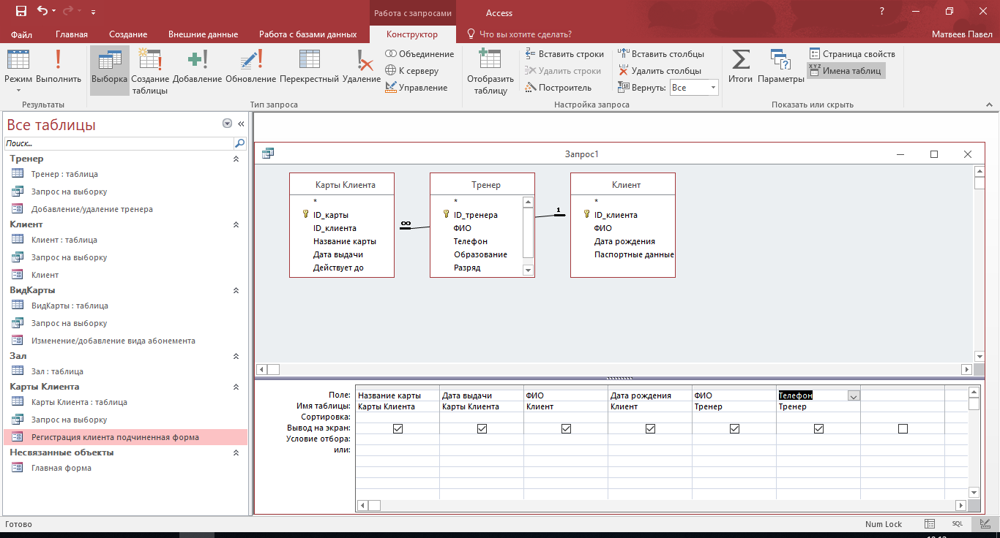 Работа с запросами Access ?
Файл Главная Создание Внешние данные Работа с базами данных Конструктор Что вы хотите сделать? Матвеев Павел
Режим Выполнить Выборка Создание таблицы Добавление Обновление Перекрестный Удаление
Объединение
К серверу
Управление
Отобразить таблицу
Вставить строки
Удалить строки
Построитель
Вставить столбцы
Удалить столбцы
Вернуть: Все
Итоги Параметры
Страница свойств
XYZ Имена таблиц
Результаты Тип запроса Настройка запроса Показать или скрыть
Все таблицы
Поиск...
Тренер
Тренер : таблица
Запрос на выборку
Добавление/удаление тренера
Клиент
Клиент : таблица
Запрос на выборку
Клиент
ВидКарты
ВидКарты : таблица
Запрос на выборку
Изменение/добавление вида абонемента
Зал
Зал : таблица
Карты Клиента
Карты Клиента : таблица
Запрос на выборку
Регистрация клиента подчиненная форма
Несвязанные объекты
Главная форма
Запрос1
Карты Клиента
*
ID_карты
ID_клиента
Название карты
Дата выдачи
Действует до
∞
Тренер
*
ID_тренера
ФИО
Телефон
Образование
Разряд
1
Клиент
*
ID_клиента
ФИО
Дата рождения
Паспортные данные
Поле: Название карты Дата выдачи ФИО Дата рождения ФИО Телефон
Имя таблицы: Карты Клиента Карты Клиента Клиент Клиент Тренер Тренер
Сортировка:
Вывод на экран:
Условие отбора:
или:
Готово Num Lock SQL